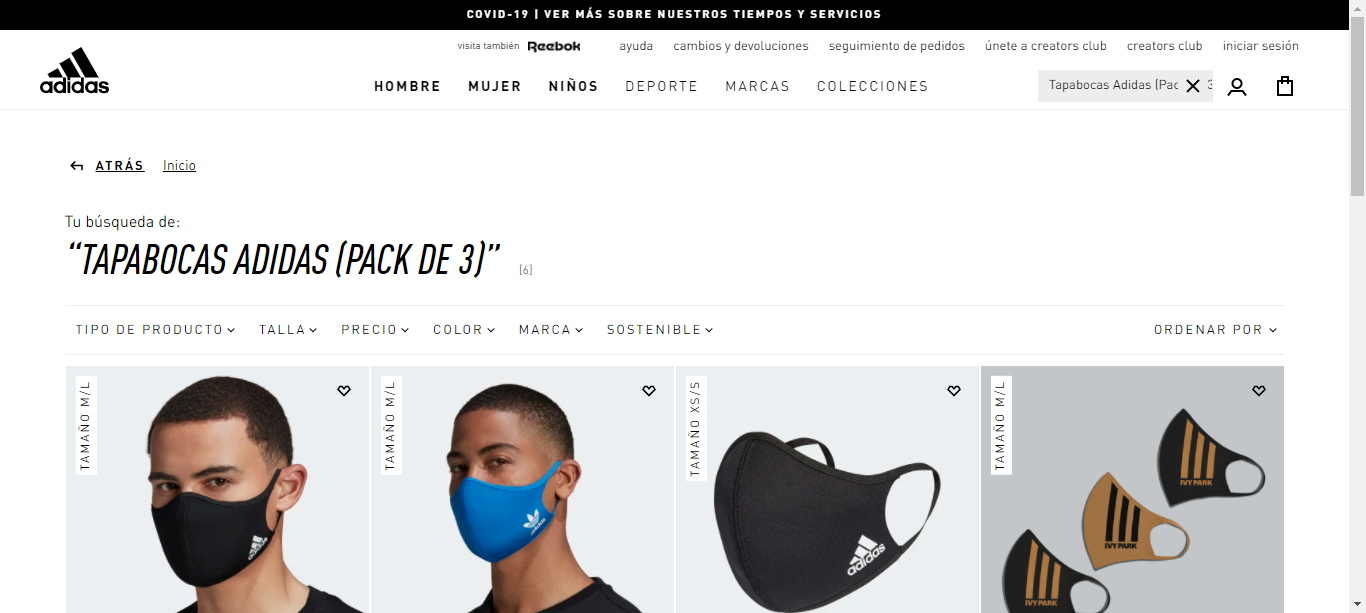 COVID-19 | VER MÁS SOBRE NUESTROS TIEMPOS Y SERVICIOS
visita también Reebok ayuda cambios y devoluciones seguimiento de pedidos únete a creators club creators club iniciar sesión
adidas
HOMBRE MUJER NIÑOS DEPORTE MARCAS COLECCIONES
Tapabocas Adidas (Pac 3
ATRÁS Inicio
Tu búsqueda de:
“TAPABOCAS ADIDAS (PACK DE 3)” [6]
TIPO DE PRODUCTO TALLA PRECIO COLOR MARCA SOSTENIBLE ORDENAR POR
TAMAÑO M/L
adidas
TAMAÑO M/L
adidas
TAMAÑO XS/S
adidas
TAMAÑO M/L
IVY PARK
IVY PARK
IVY PARK